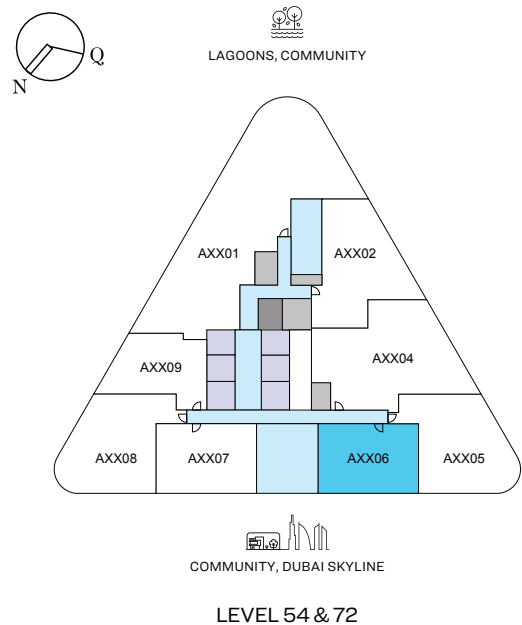 LAGOONS, COMMUNITY
Q
N
AXX01
AXX02
AXX09
AXX04
AXX08
AXX07
AXX06
AXX05
COMMUNITY, DUBAI SKYLINE
LEVEL 54 & 72